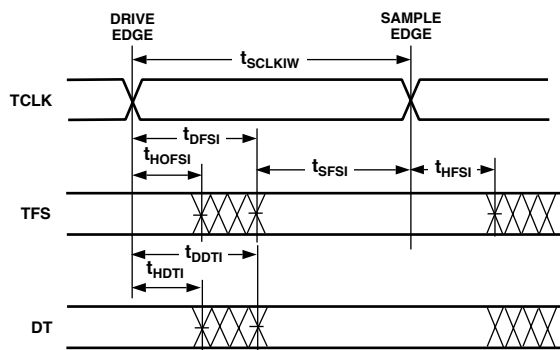 DRIVE
EDGE
SAMPLE
EDGE
tSCLKIW
TCLK
tDFSI
tHOFSI
tSFSI
tHFSI
TFS
tDDTI
tHDTI
DT